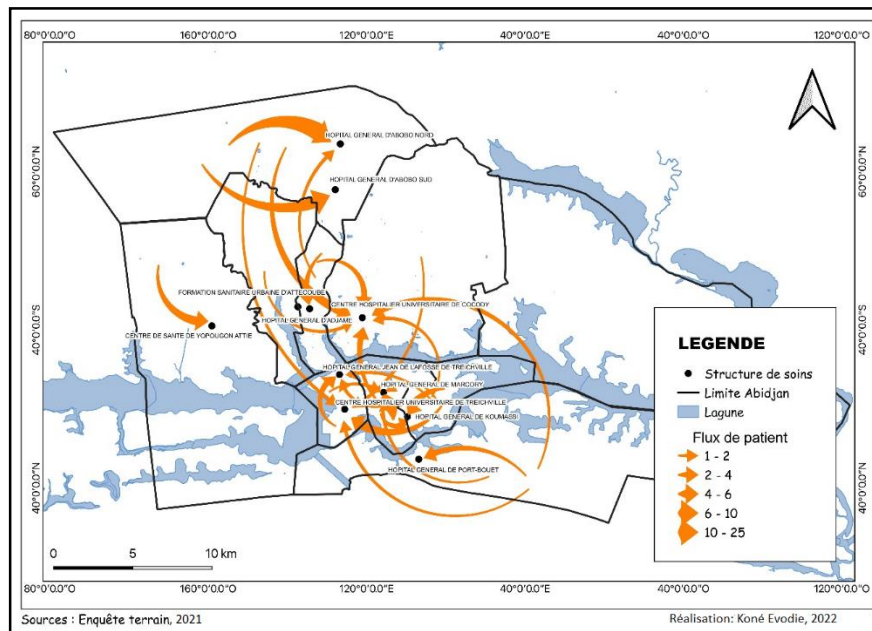 80°0'0.0"N 160°0'0.0"N 120°0'0.0"N 40°0'0.0"N 40°0'0.0"N 120°0'0.0"N
60°0'0.0"N
60°0'0.0"N
HOPITAL GENERAL D'ABOBO NORD
HOPITAL GENERAL D'ABOBO SUD
FORMATION SANITAIRE URBAINE D'ATTECOUBE
CENTRE HOSPITALIER UNIVERSITAIRE DE COCODY
HOPITAL GENERAL D'ADJAME
CENTRE DE SANTE DE YOPOUGON ATTIE
40°0'0.0"S
40°0'0.0"S
HOPITAL GENERAL JEAN DE LAFOSSE DE TREICHVILLE
HOPITAL GENERAL DE MARCORY
CENTRE HOSPITALIER UNIVERSITAIRE DE TREICHVILLE
HOPITAL GENERAL DE KOUMASSI
HOPITAL GENERAL DE PORT-BOUET
40°0'0.0"N
40°0'0.0"N
LEGENDE
Structure de soins
Limite Abidjan
Lagune
Flux de patient
1 - 2
2 - 4
4 - 6
6 - 10
10 - 25
0 5 10 km
80°0'0.0"N 160°0'0.0"N 120°0'0.0"N 40°0'0.0"N 40°0'0.0"N 120°0'0.0"N
Sources : Enquête terrain, 2021
Réalisation: Koné Evodie, 2022